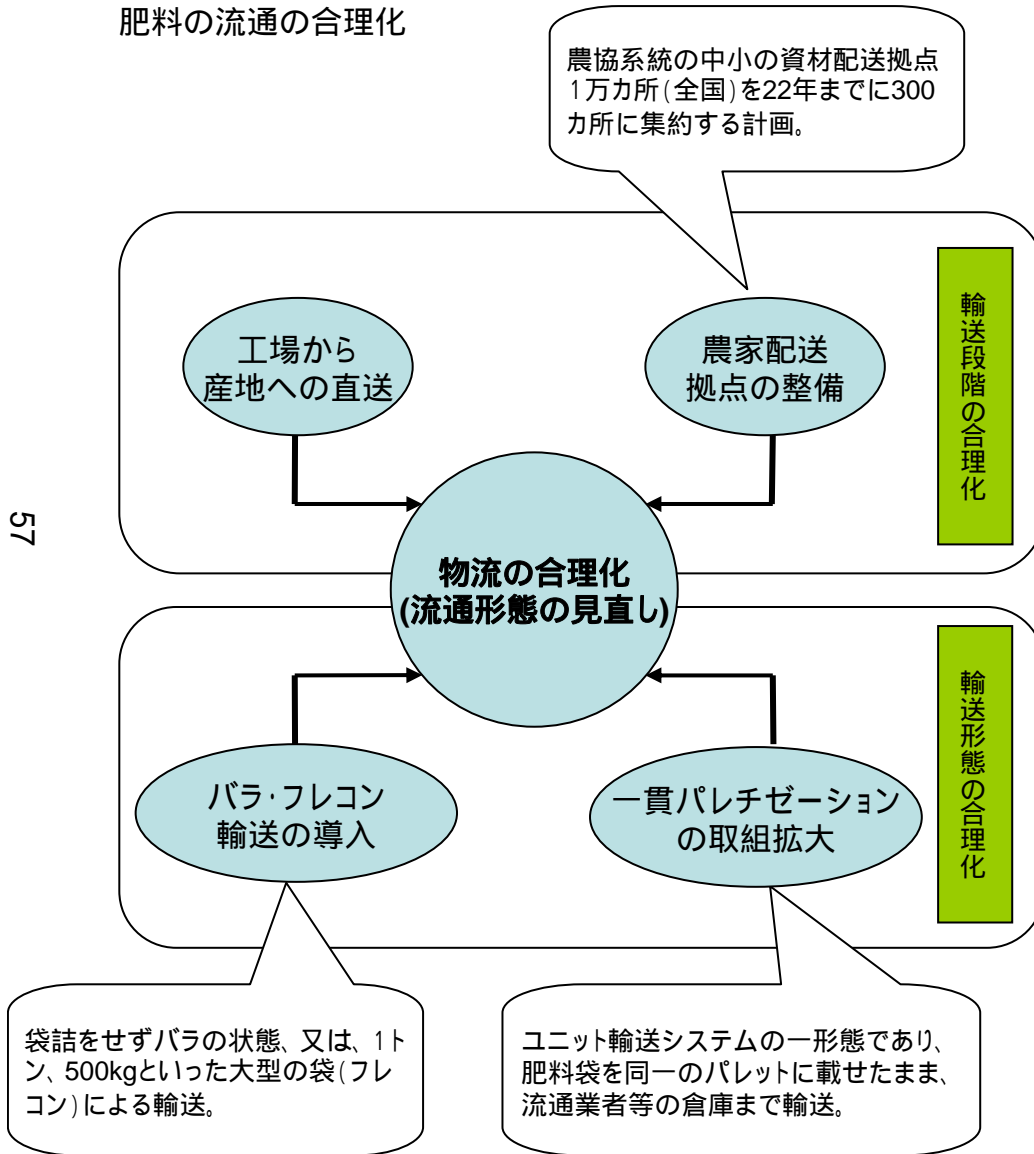 肥料の流通の合理化
農協系統の中小の資材配送拠点
1万カ所(全国)を22年までに300
カ所に集約する計画。
工場から
産地への直送
農家配送
拠点の整備
輸送段階の合理化
物流の合理化
(流通形態の見直し)
57
バラ・フレコン
輸送の導入
一貫パレチゼーション
の取組拡大
輸送形態の合理化
袋詰をせずバラの状態、又は、1ト
ン、500kgといった大型の袋(フレ
コン)による輸送。
ユニット輸送システムの一形態であり、
肥料袋を同一のパレットに載せたまま、
流通業者等の倉庫まで輸送。